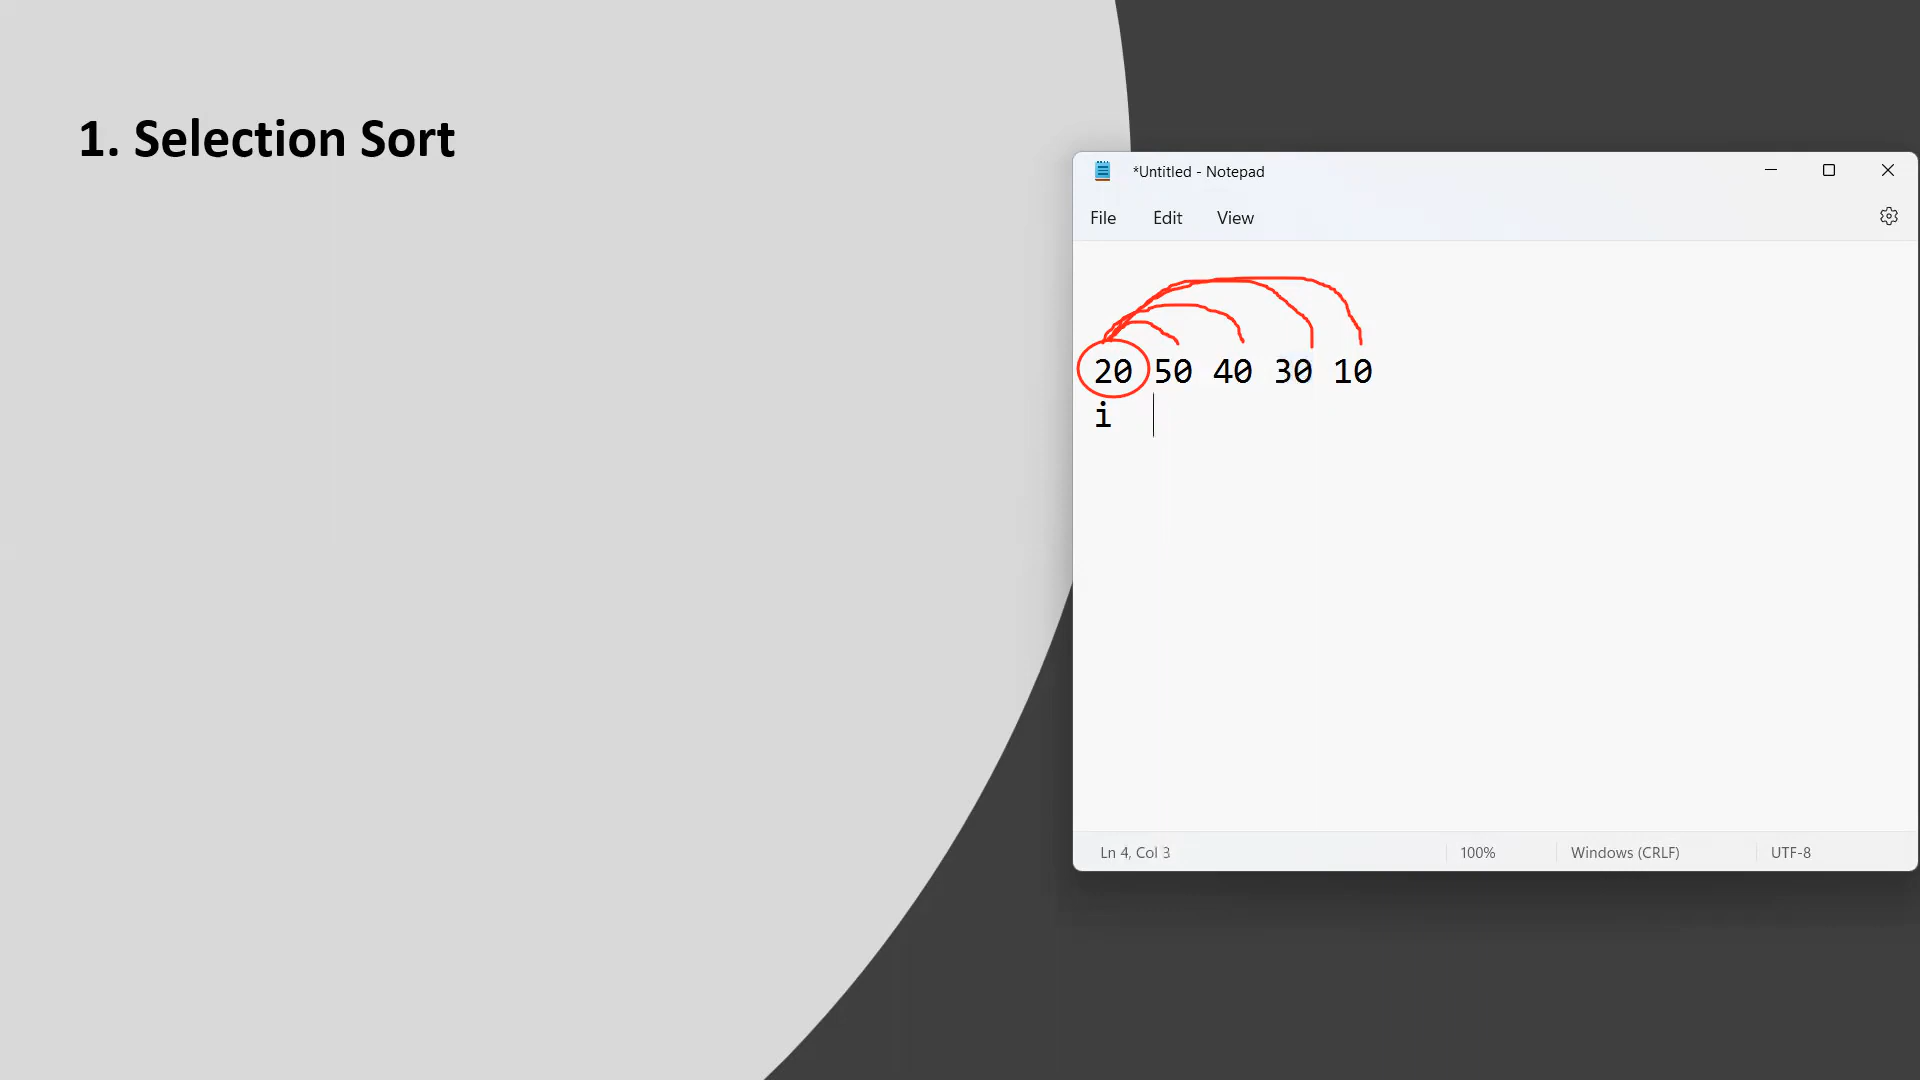 1. Selection Sort
*Untitled - Notepad
File Edit View
20 50 40 30 10
i
Ln 4, Col 3 100% Windows (CRLF) UTF-8